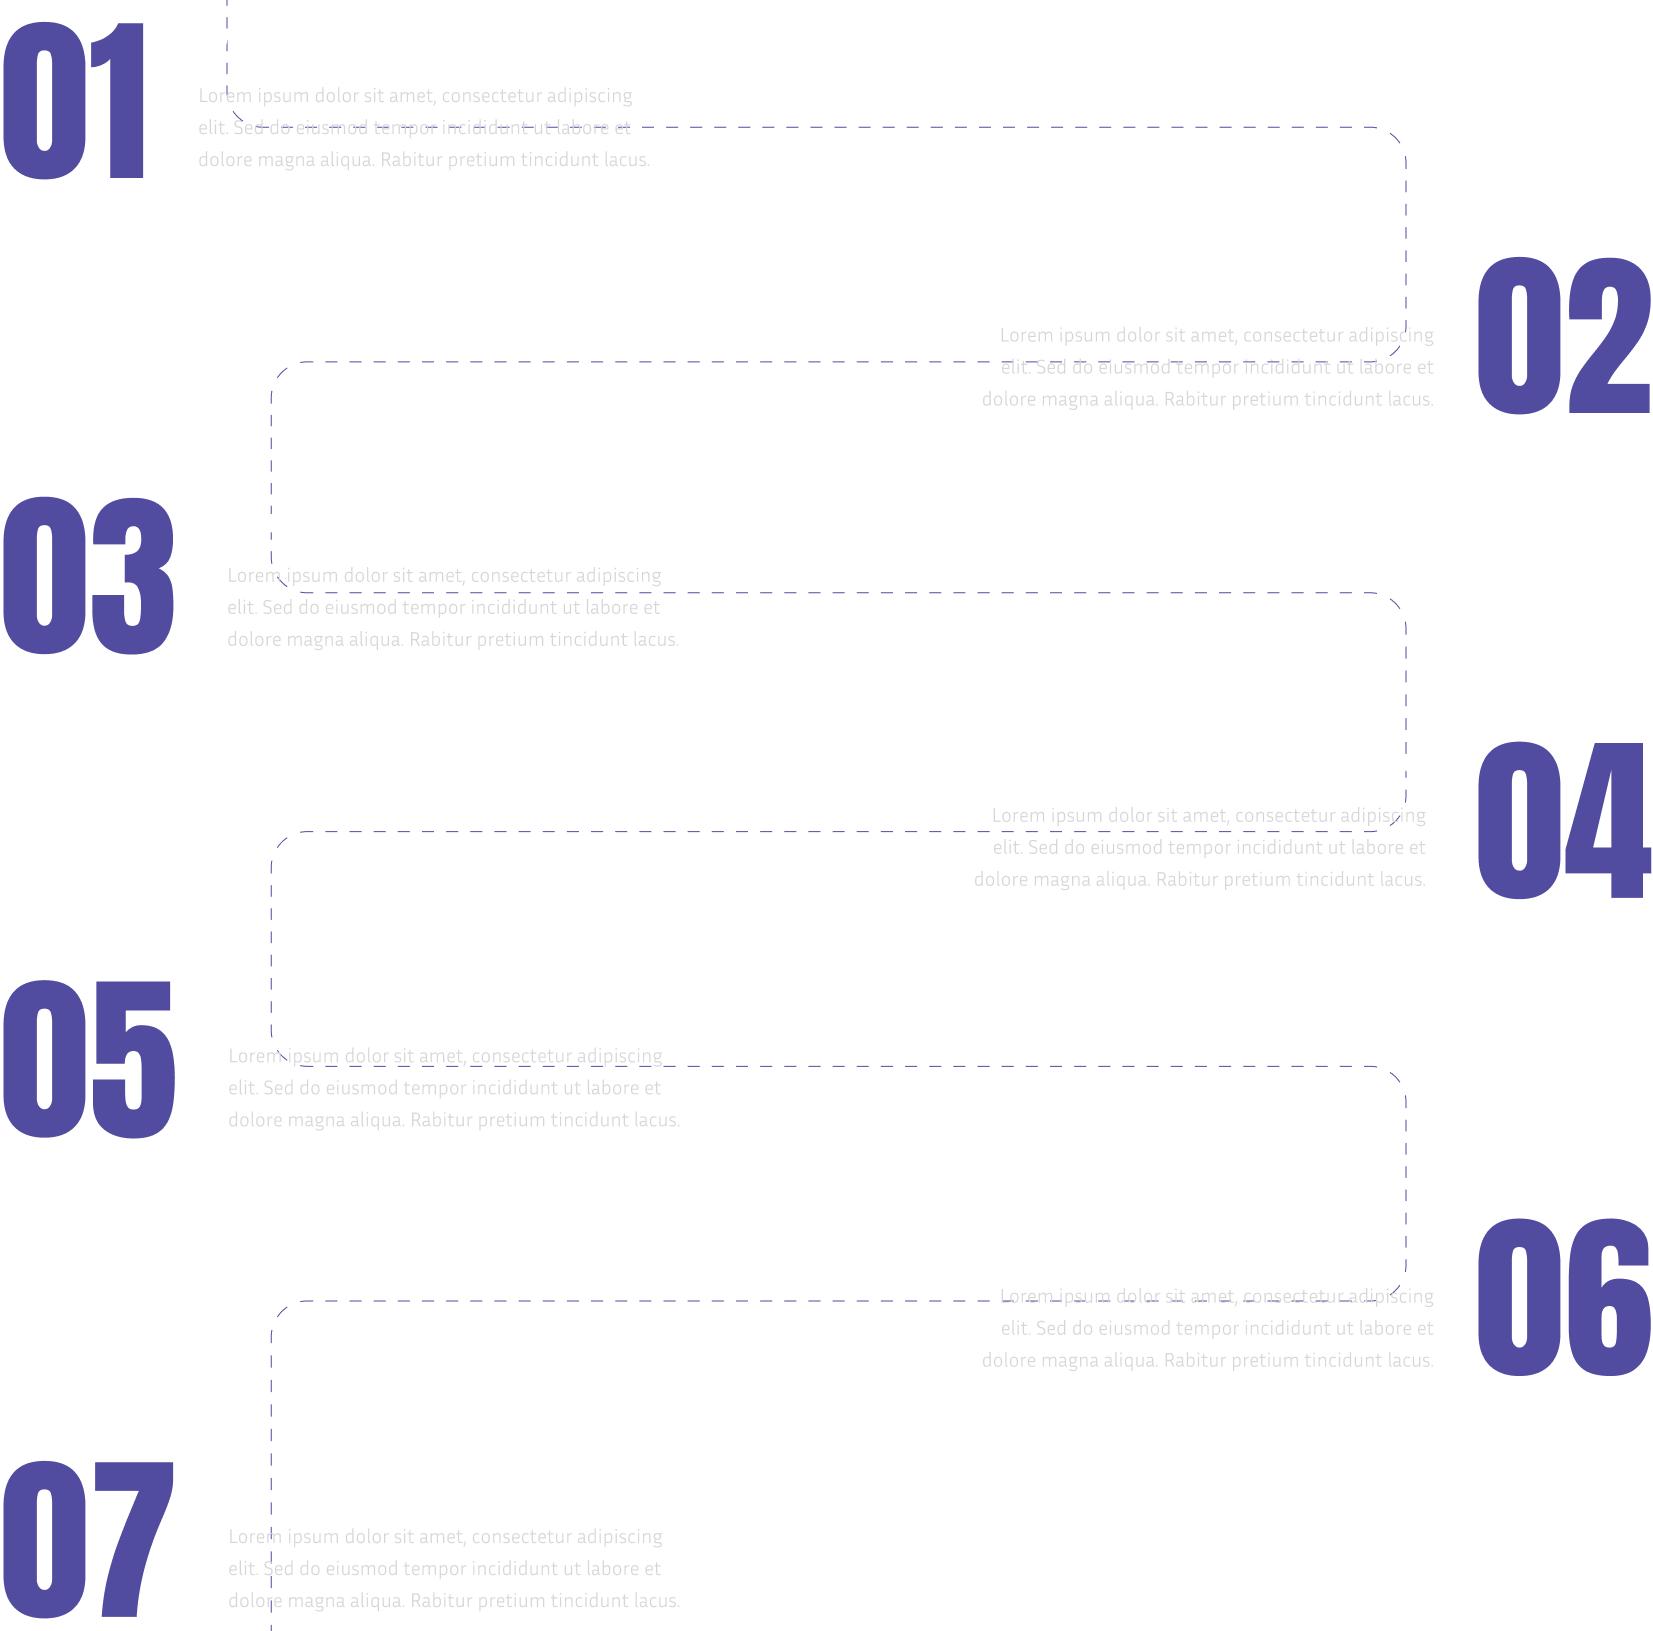 01
Lorem ipsum dolor sit amet, consectetur adipiscing
elit. Sed do eiusmod tempor incididunt ut labore et
dolore magna aliqua. Rabitur pretium tincidunt lacus.
02
Lorem ipsum dolor sit amet, consectetur adipiscing
elit. Sed do eiusmod tempor incididunt ut labore et
dolore magna aliqua. Rabitur pretium tincidunt lacus.
03
Lorem ipsum dolor sit amet, consectetur adipiscing
elit. Sed do eiusmod tempor incididunt ut labore et
dolore magna aliqua. Rabitur pretium tincidunt lacus.
04
Lorem ipsum dolor sit amet, consectetur adipiscing
elit. Sed do eiusmod tempor incididunt ut labore et
dolore magna aliqua. Rabitur pretium tincidunt lacus.
05
Lorem ipsum dolor sit amet, consectetur adipiscing
elit. Sed do eiusmod tempor incididunt ut labore et
dolore magna aliqua. Rabitur pretium tincidunt lacus.
06
Lorem ipsum dolor sit amet, consectetur adipiscing
elit. Sed do eiusmod tempor incididunt ut labore et
dolore magna aliqua. Rabitur pretium tincidunt lacus.
07
Lorem ipsum dolor sit amet, consectetur adipiscing
elit. Sed do eiusmod tempor incididunt ut labore et
dolore magna aliqua. Rabitur pretium tincidunt lacus.